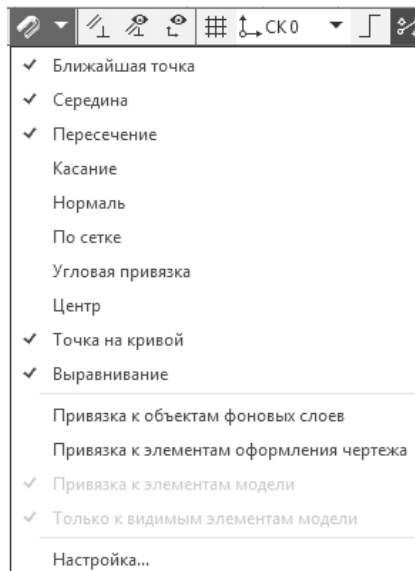 СК 0
Ближайшая точка
Середина
Пересечение
Касание
Нормаль
По сетке
Угловая привязка
Центр
Точка на кривой
Выравнивание
Привязка к объектам фоновых слоев
Привязка к элементам оформления чертежа
Привязка к элементам модели
Только к видимым элементам модели
Настройка...